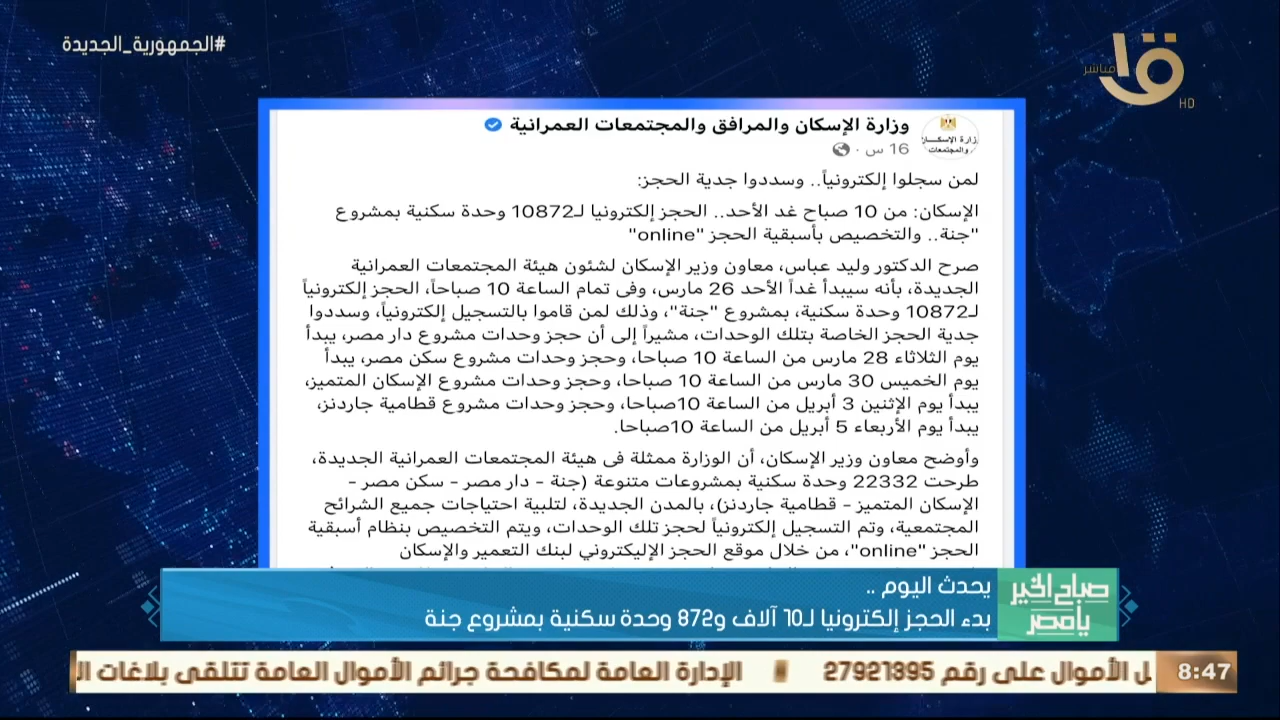 #الجمهورية_الجديدة
مباشر
HD
وزارة الإسكان والمرافق والمجتمعات العمرانية
16 س ·
لمن سجلوا إلكترونياً.. وسددوا جدية الحجز:
الإسكان: من 10 صباح غد الأحد.. الحجز إلكترونيا لـ10872 وحدة سكنية بمشروع
"جنة.. والتخصيص بأسبقية الحجز "online"
صرح الدكتور وليد عباس، معاون وزير الإسكان لشئون هيئة المجتمعات العمرانية
الجديدة، بأنه سيبدأ غداً الأحد 26 مارس، وفى تمام الساعة 10 صباحاً، الحجز إلكترونياً
لـ10872 وحدة سكنية، بمشروع "جنة"، وذلك لمن قاموا بالتسجيل إلكترونياً، وسددوا
جدية الحجز الخاصة بتلك الوحدات، مشيراً إلى أن حجز وحدات مشروع دار مصر، يبدأ
يوم الثلاثاء 28 مارس من الساعة 10 صباحا، وحجز وحدات مشروع سكن مصر، يبدأ
يوم الخميس 30 مارس من الساعة 10 صباحا، وحجز وحدات مشروع الإسكان المتميز،
يبدأ يوم الإثنين 3 أبريل من الساعة 10صباحا، وحجز وحدات مشروع قطامية جاردنز،
يبدأ يوم الأربعاء 5 أبريل من الساعة 10صباحا.
وأوضح معاون وزير الإسكان، أن الوزارة ممثلة فى هيئة المجتمعات العمرانية الجديدة،
طرحت 22332 وحدة سكنية بمشروعات متنوعة (جنة - دار مصر - سكن مصر -
الإسكان المتميز - قطامية جاردنز)، بالمدن الجديدة، لتلبية احتياجات جميع الشرائح
المجتمعية، وتم التسجيل إلكترونياً لحجز تلك الوحدات، ويتم التخصيص بنظام أسبقية
الحجز "online"، من خلال موقع الحجز الإليكتروني لبنك التعمير والإسكان
صباح الخير
يا مصر
يحدث اليوم ..
بدء الحجز إلكترونيا لـ10 آلاف و872 وحدة سكنية بمشروع جنة
ل الأموال على رقم 27921395 الإدارة العامة لمكافحة جرائم الأموال العامة تتلقى بلاغات ال
8:47